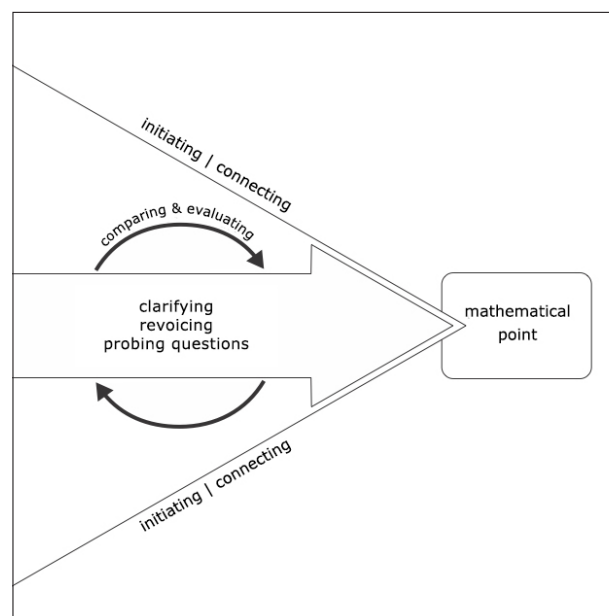 initiating | connecting
comparing & evaluating
clarifying
revoicing
probing questions
mathematical
point
initiating | connecting